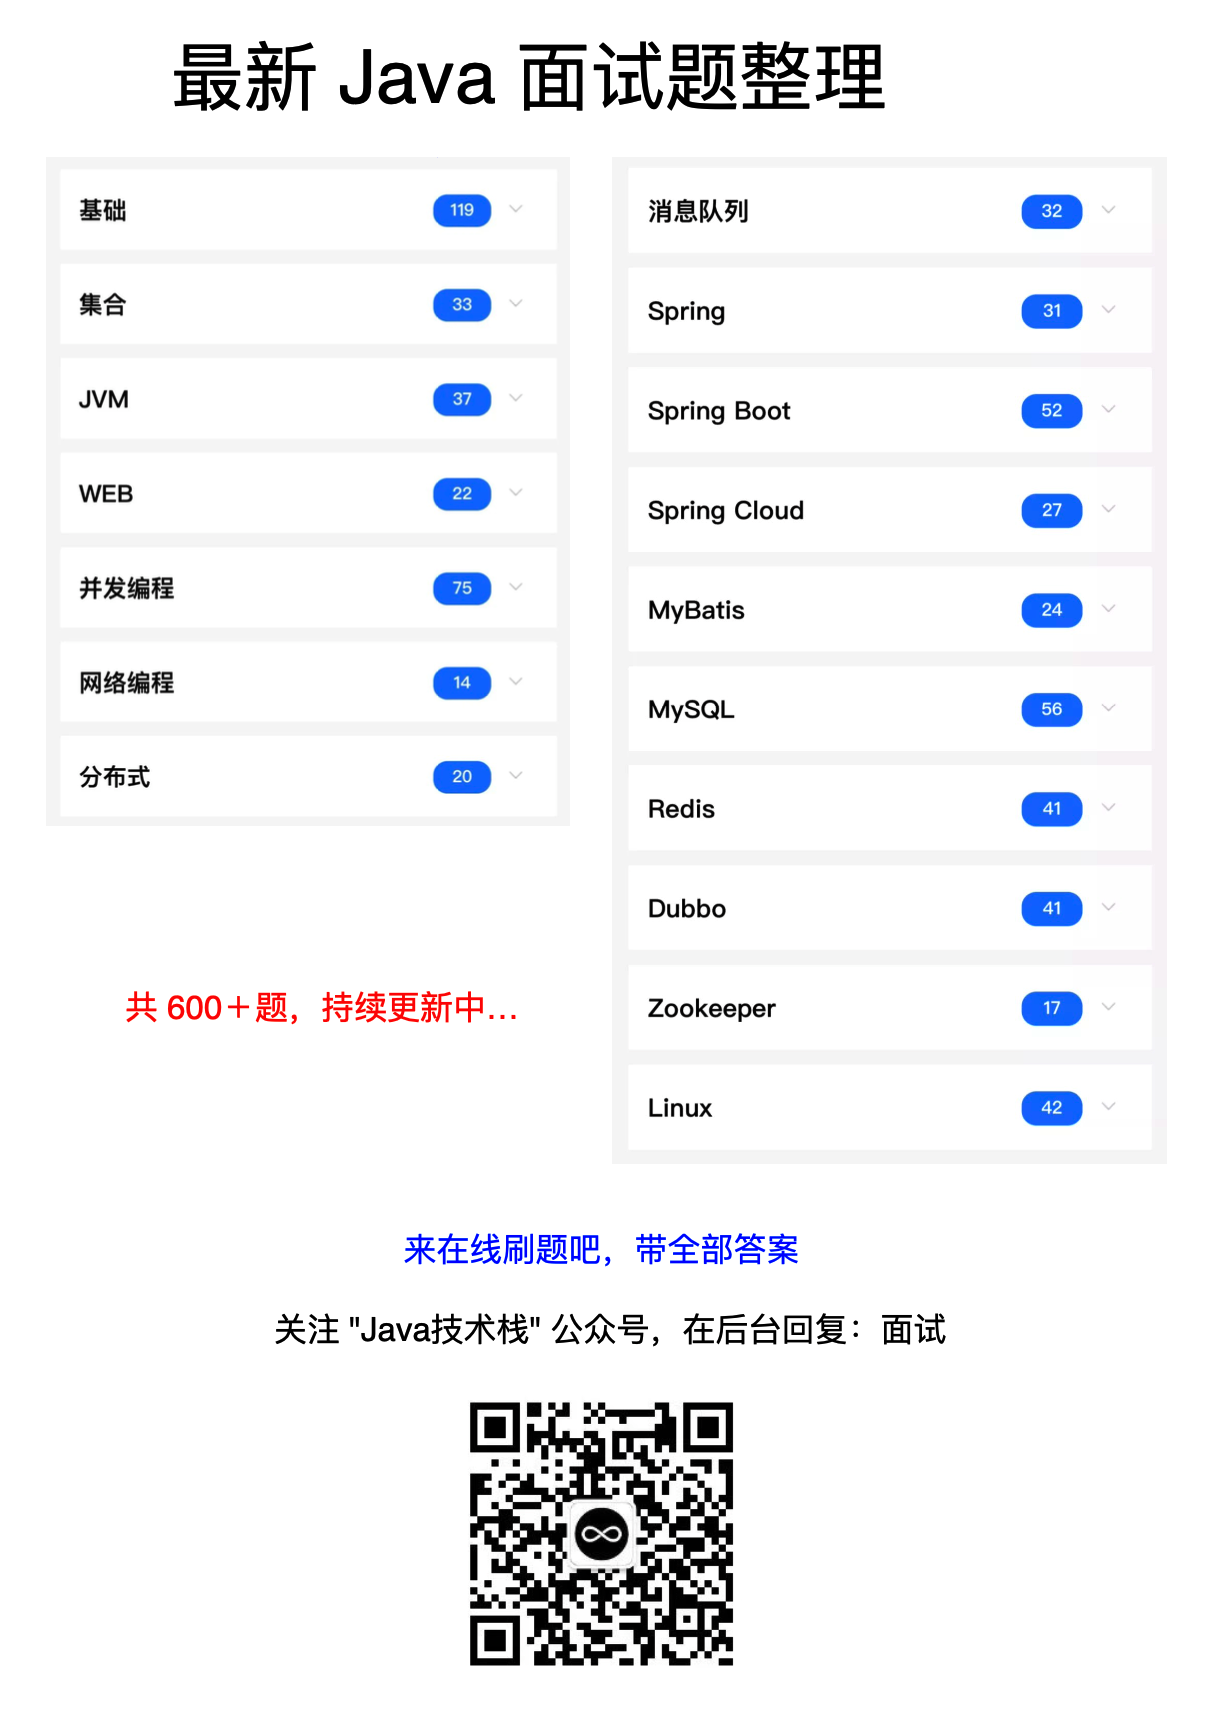 最新 Java 面试题整理
基础 119
集合 33
JVM 37
WEB 22
并发编程 75
网络编程 14
分布式 20
共 600＋题，持续更新中...
消息队列 32
Spring 31
Spring Boot 52
Spring Cloud 27
MyBatis 24
MySQL 56
Redis 41
Dubbo 41
Zookeeper 17
Linux 42
来在线刷题吧，带全部答案
关注 "Java技术栈" 公众号，在后台回复：面试